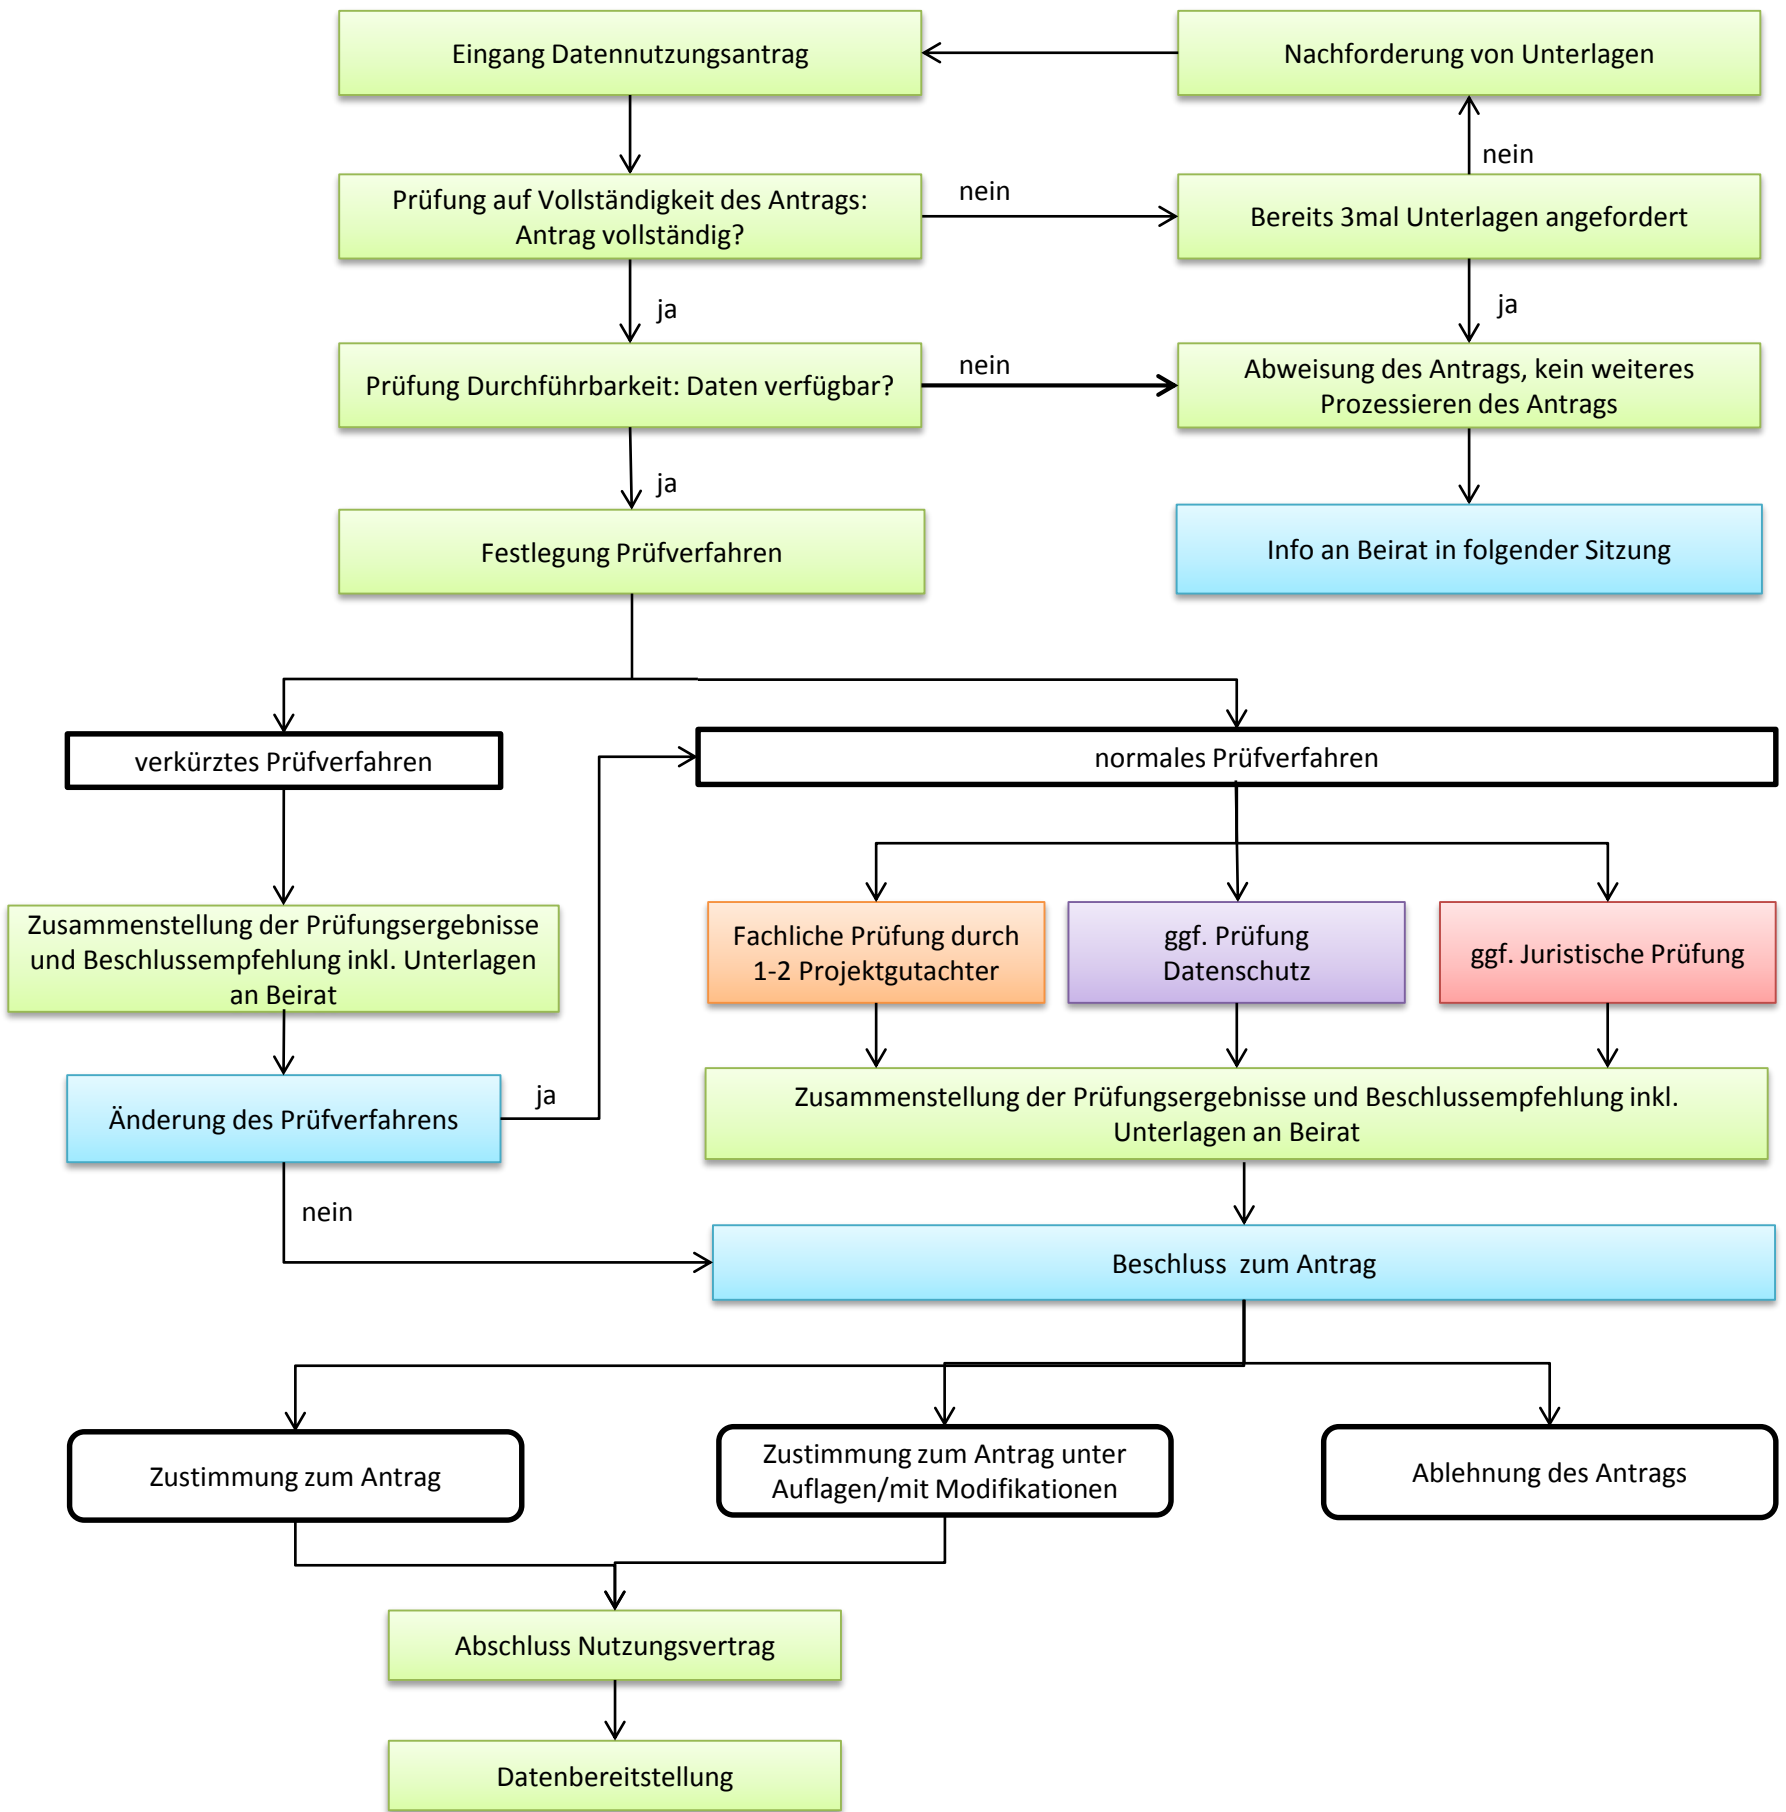 Eingang Datennutzungsantrag
Nachforderung von Unterlagen
nein
Prüfung auf Vollständigkeit des Antrags:
Antrag vollständig?
nein
Bereits 3mal Unterlagen angefordert
ja
ja
Prüfung Durchführbarkeit: Daten verfügbar?
nein
Abweisung des Antrags, kein weiteres
Prozessieren des Antrags
ja
Festlegung Prüfverfahren
Info an Beirat in folgender Sitzung
verkürztes Prüfverfahren
normales Prüfverfahren
Zusammenstellung der Prüfungsergebnisse
und Beschlussempfehlung inkl. Unterlagen
an Beirat
Fachliche Prüfung durch
1-2 Projektgutachter
ggf. Prüfung
Datenschutz
ggf. Juristische Prüfung
Änderung des Prüfverfahrens
ja
Zusammenstellung der Prüfungsergebnisse und Beschlussempfehlung inkl.
Unterlagen an Beirat
nein
Beschluss  zum Antrag
Zustimmung zum Antrag
Zustimmung zum Antrag unter
Auflagen/mit Modifikationen
Ablehnung des Antrags
Abschluss Nutzungsvertrag
Datenbereitstellung